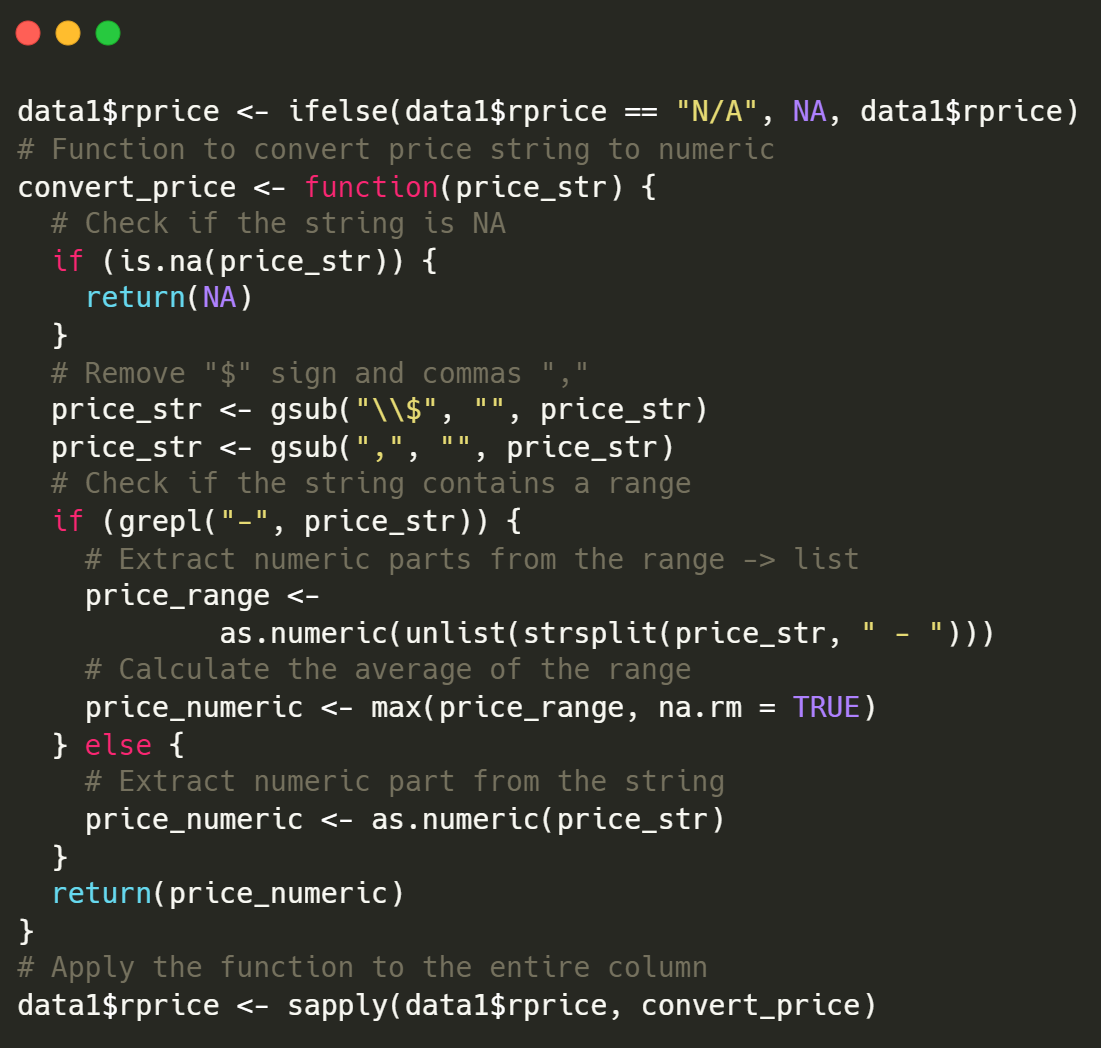 data1$rprice <- ifelse(data1$rprice == "N/A", NA, data1$rprice)
# Function to convert price string to numeric
convert_price <- function(price_str) {
  # Check if the string is NA
  if (is.na(price_str)) {
    return(NA)
  }
  # Remove "$" sign and commas ","
  price_str <- gsub("\\$", "", price_str)
  price_str <- gsub(",", "", price_str)
  # Check if the string contains a range
  if (grepl("-", price_str)) {
    # Extract numeric parts from the range -> list
    price_range <-
            as.numeric(unlist(strsplit(price_str, " - ")))
    # Calculate the average of the range
    price_numeric <- max(price_range, na.rm = TRUE)
  } else {
    # Extract numeric part from the string
    price_numeric <- as.numeric(price_str)
  }
  return(price_numeric)
}
# Apply the function to the entire column
data1$rprice <- sapply(data1$rprice, convert_price)